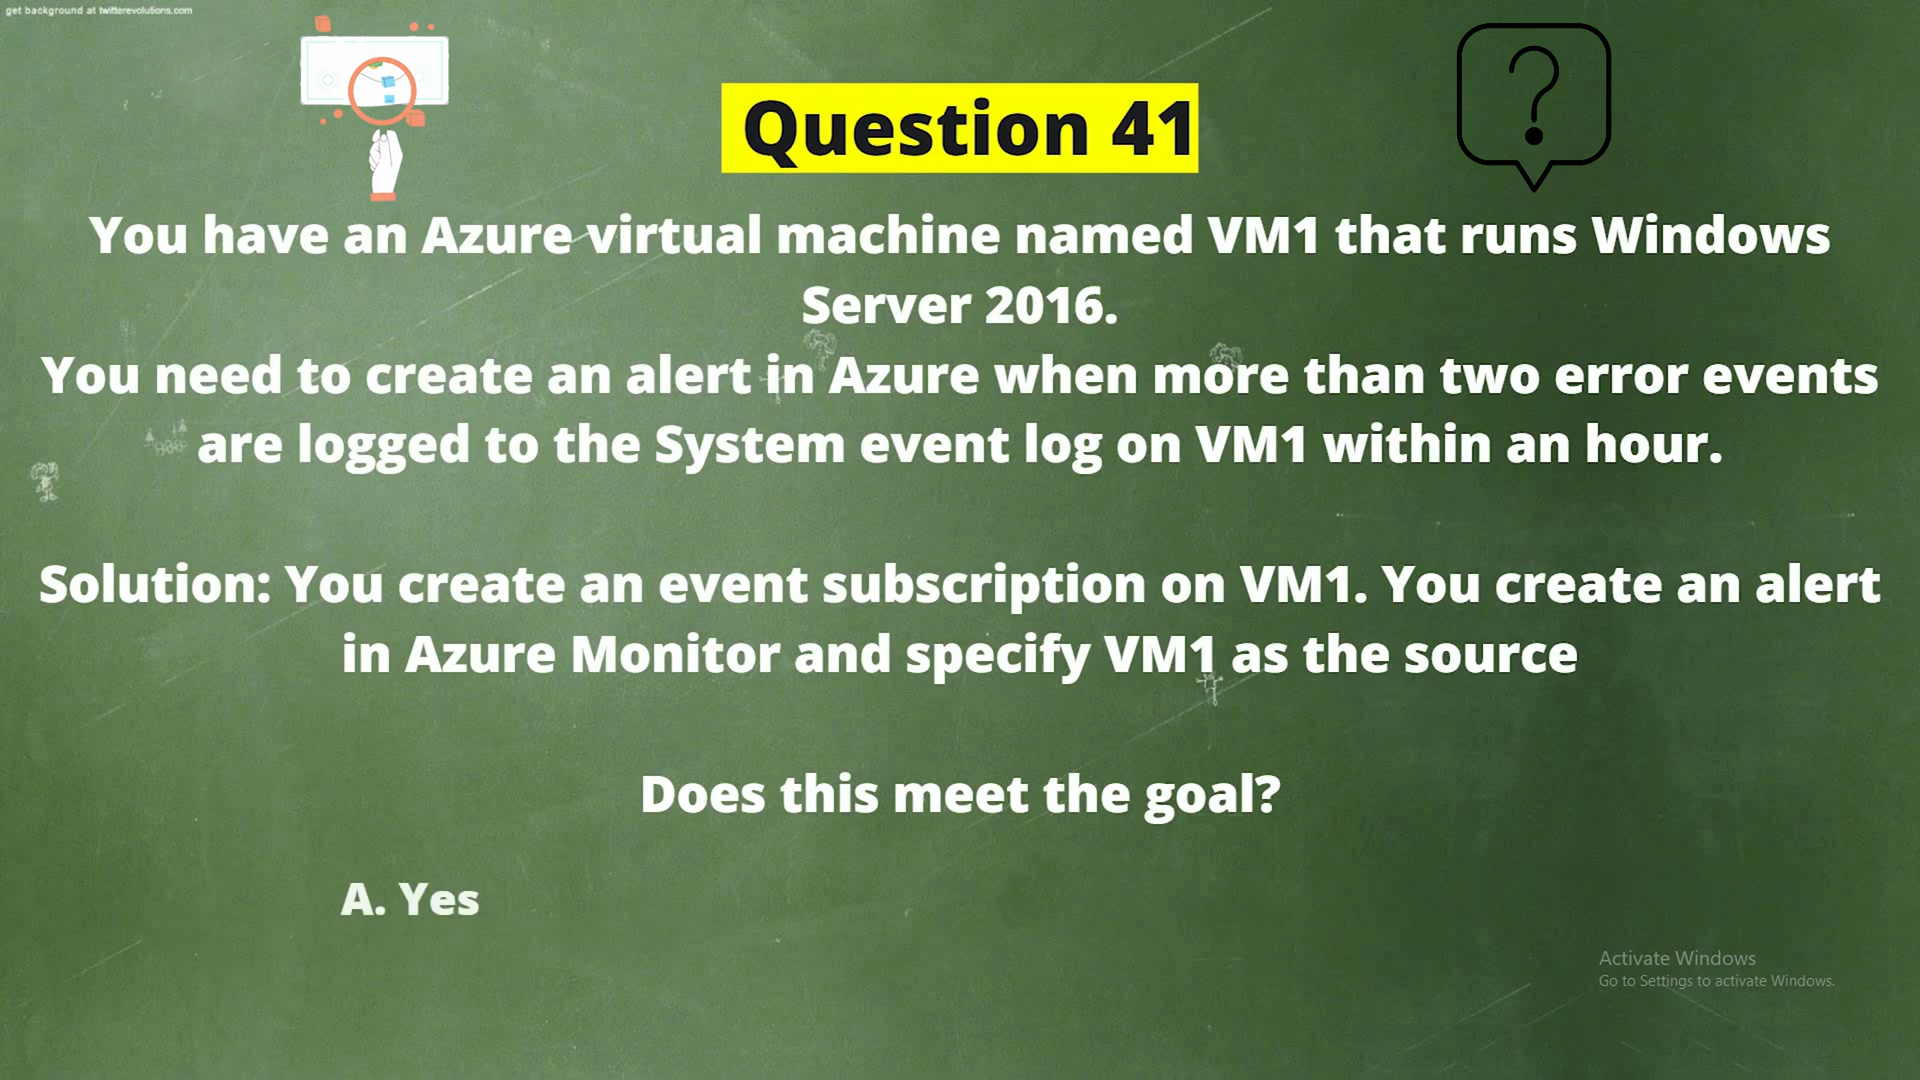 get background at twitterevolutions.com
Question 41
You have an Azure virtual machine named VM1 that runs Windows
Server 2016.
You need to create an alert in Azure when more than two error events
are logged to the System event log on VM1 within an hour.
Solution: You create an event subscription on VM1. You create an alert
in Azure Monitor and specify VM1 as the source
Does this meet the goal?
A. Yes
Activate Windows
Go to Settings to activate Windows.